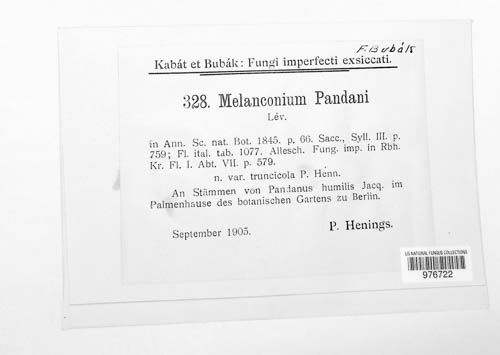 F. Bubák
Kabát et Bubák: Fungi imperfecti exsiccati.
328. Melanconium Pandani
Lév.
in Ann. Sc. nat. Bot. 1845. p. 66. Sacc., Syll. III. p.
759; Fl. ital. tab. 1077. Allesch. Fung. imp. in Rbh.
Kr. Fl. I. Abt. VII. p. 579.
n. var. truncicola P. Henn.
An Stämmen von Pandanus humilis Jacq. im
Palmenhause des botanischen Gartens zu Berlin.
September 1905.
P. Henings.
US NATIONAL FUNGUS COLLECTIONS
976722